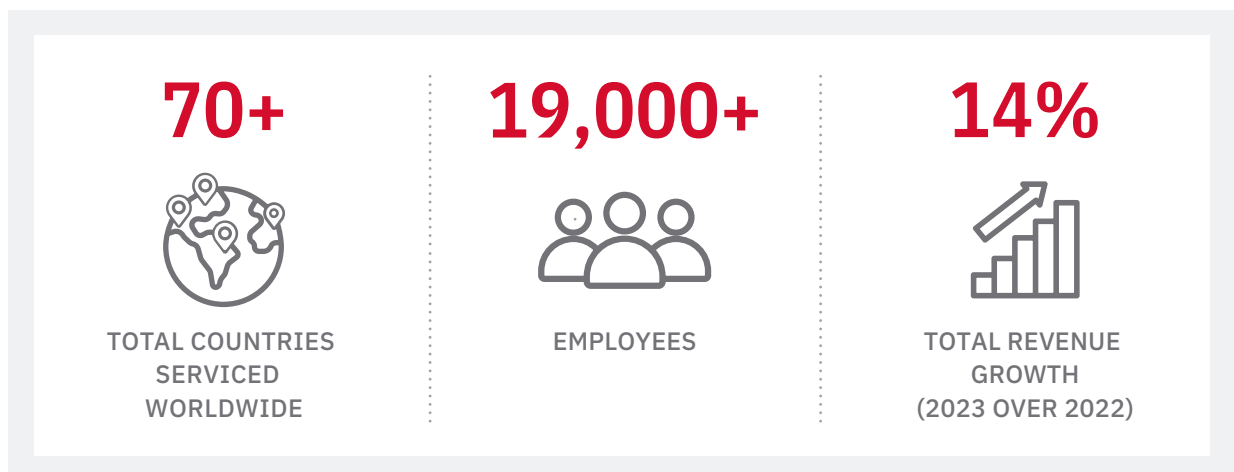 70+
TOTAL COUNTRIES
SERVICED
WORLDWIDE
19,000+
EMPLOYEES
14%
TOTAL REVENUE
GROWTH
(2023 OVER 2022)